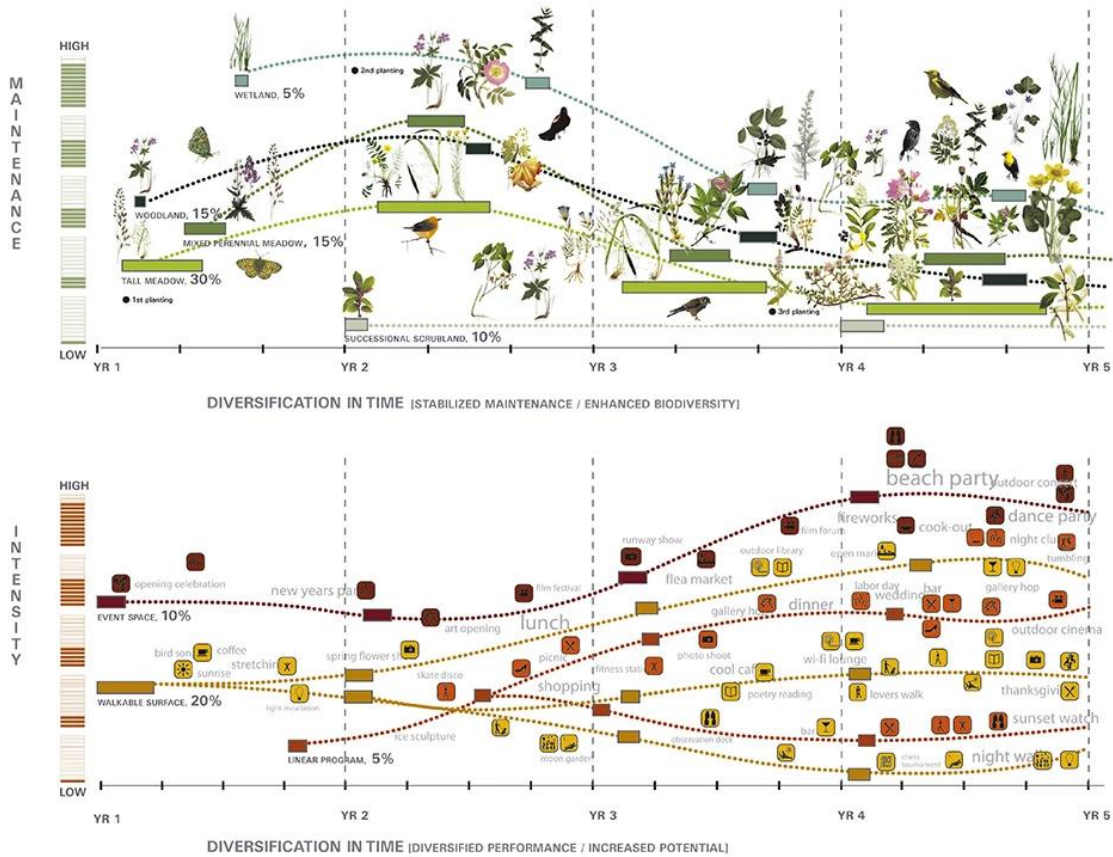 HIGH
MAINTENANCE
2nd planting
WETLAND, 5%
WOODLAND, 15%
MIXED PERENNIAL MEADOW, 15%
TALL MEADOW, 30%
1st planting
3rd planting
SUCCESSIONAL SCRUBLAND, 10%
LOW
YR 1 YR 2 YR 3 YR 4 YR 5
DIVERSIFICATION IN TIME [STABILIZED MAINTENANCE / ENHANCED BIODIVERSITY]
HIGH
INTENSITY
beach party
outdoor concert
fireworks
cook-out
dance party
film forum
night clu
runway show
outdoor library
open mar
tumbling
flea market
opening celebration
new years par
film festival
labor day
wedding
bar
gallery hop
EVENT SPACE, 10%
art opening
lunch
gallery ho
dinner
outdoor cinema
bird son
coffee
sunrise
stretchin
spring flower sh
picnic
photo shoot
wi-fi lounge
skate disco
fitness stati
cool caf
shopping
poetry reading
lovers walk
thanksgivi
WALKABLE SURFACE, 20%
light installation
ice sculpture
observation deck
bar
sunset watch
moon garden
chess
tournament
night wal
LINEAR PROGRAM, 5%
LOW
YR 1 YR 2 YR 3 YR 4 YR 5
DIVERSIFICATION IN TIME [DIVERSIFIED PERFORMANCE / INCREASED POTENTIAL]